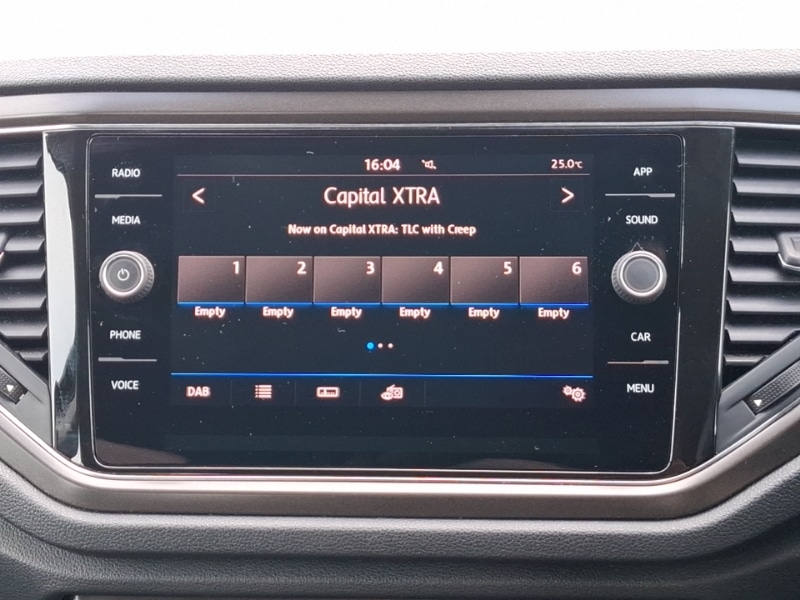 RADIO
MEDIA
PHONE
VOICE
16:04
25.0°C
< Capital XTRA >
Now on Capital XTRA: TLC with Creep
1 2 3 4 5 6
Empty Empty Empty Empty Empty Empty
DAB
APP
SOUND
CAR
MENU